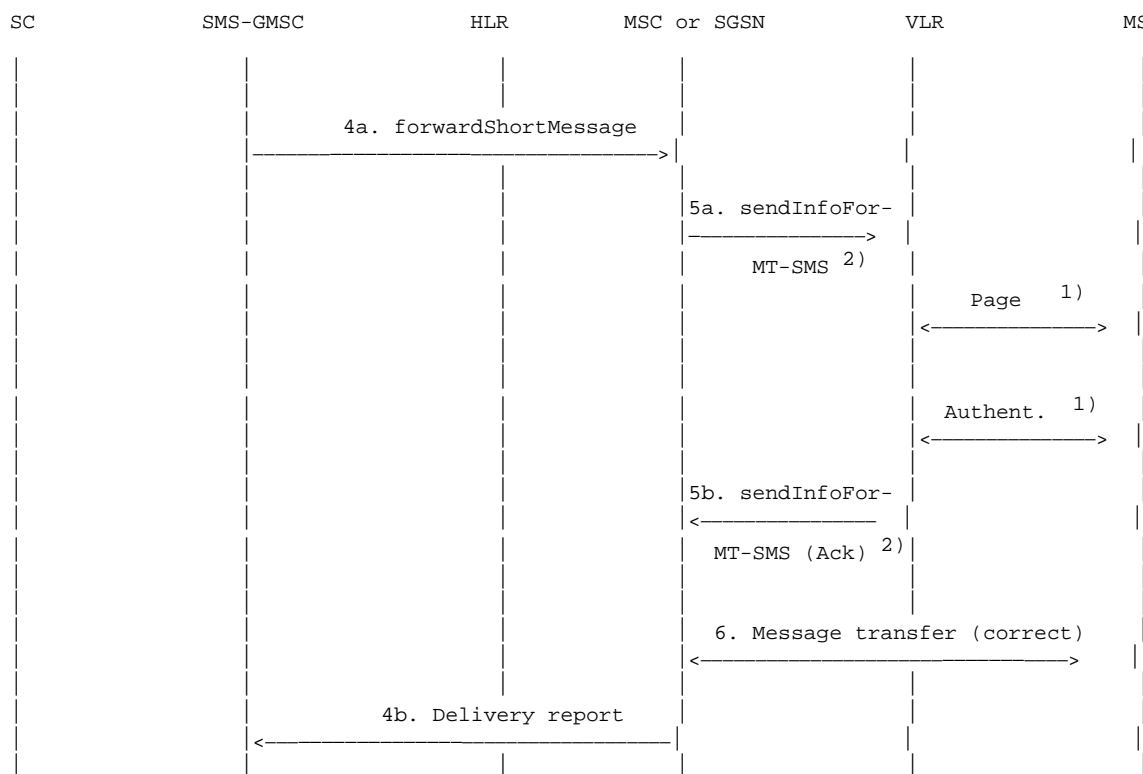 SC SMS-GMSC HLR MSC or SGSN VLR MS
4a. forwardShortMessage
5a. sendInfoFor-
MT-SMS 2)
Page 1)
Authent. 1)
5b. sendInfoFor-
MT-SMS (Ack) 2)
6. Message transfer (correct)
4b. Delivery report